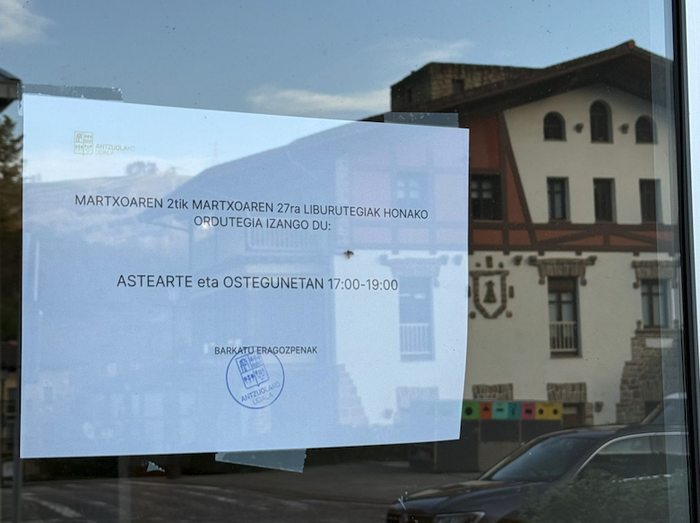 ANTZUOLAKO
UDALA
MARTXOAREN 2tik MARTXOAREN 27ra LIBURUTEGIAK HONAKO
ORDUTEGIA IZANGO DU:
ASTEARTE eta OSTEGUNETAN 17:00-19:00
BARKATU ERAGOZPENAK
ANTZUOLAKO
UDALA